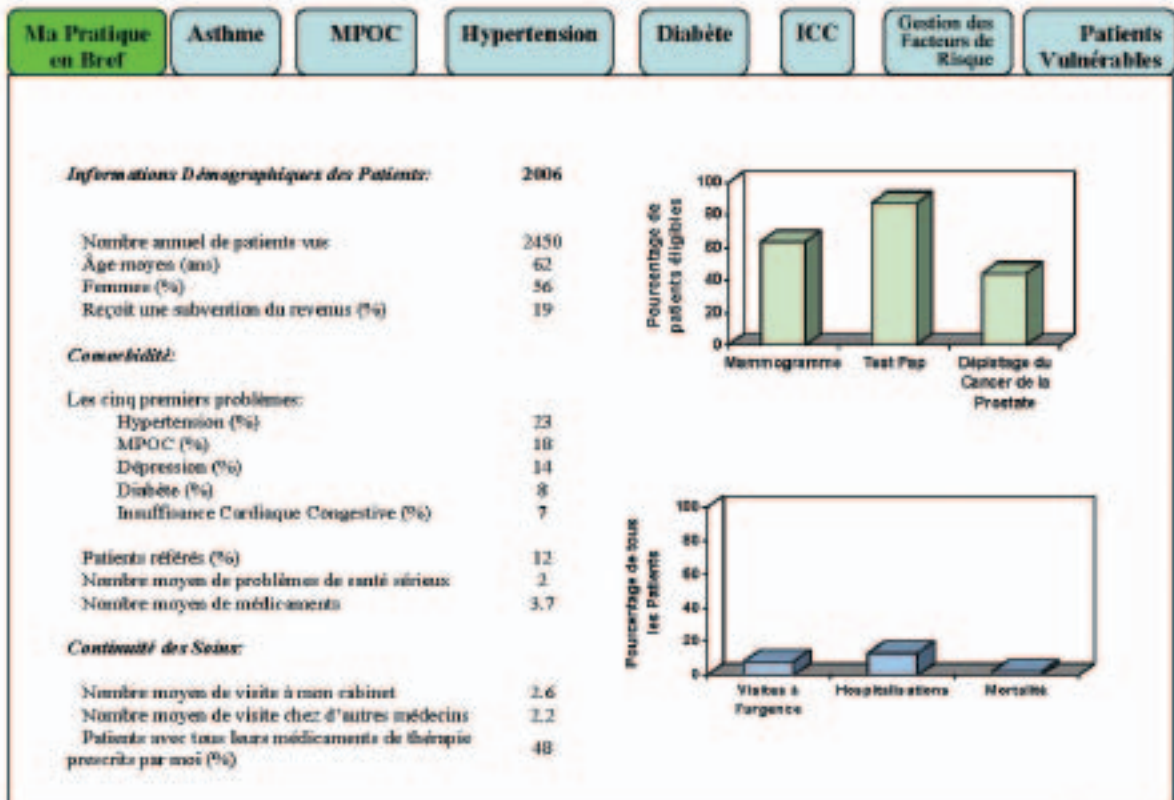 Ma Pratique
en Bref
Asthme
MPOC
Hypertension
Diabète
ICC
Gestion des
Facteurs de
Risque
Patients
Vulnérables
Informations Démographiques des Patients: 2006
Nombre annuel de patients vus 2450
Âge moyen (ans) 62
Femmes (%) 56
Reçoit une subvention du revenus (%) 19
Comorbidité:
Les cinq premiers problèmes:
Hypertension (%) 23
MPOC (%) 18
Dépression (%) 14
Diabète (%) 8
Insuffisance Cardiaque Congestive (%) 7
Patients référés (%) 12
Nombre moyen de problèmes de santé sérieux 2
Nombre moyen de médicaments 3.7
Continuité des Soins:
Nombre moyen de visite à mon cabinet 2.6
Nombre moyen de visite chez d'autres médecins 2.2
Patients avec tous leurs médicaments de thérapie
prescrits par moi (%) 48
Pourcentage de
patients éligibles
100
80
60
40
20
0
Mammogramme
Test Pap
Dépistage du
Cancer de la
Prostate
Pourcentage de tous
les Patients
100
80
60
40
20
0
Visites à
l'urgence
Hospitalisations
Mortalité